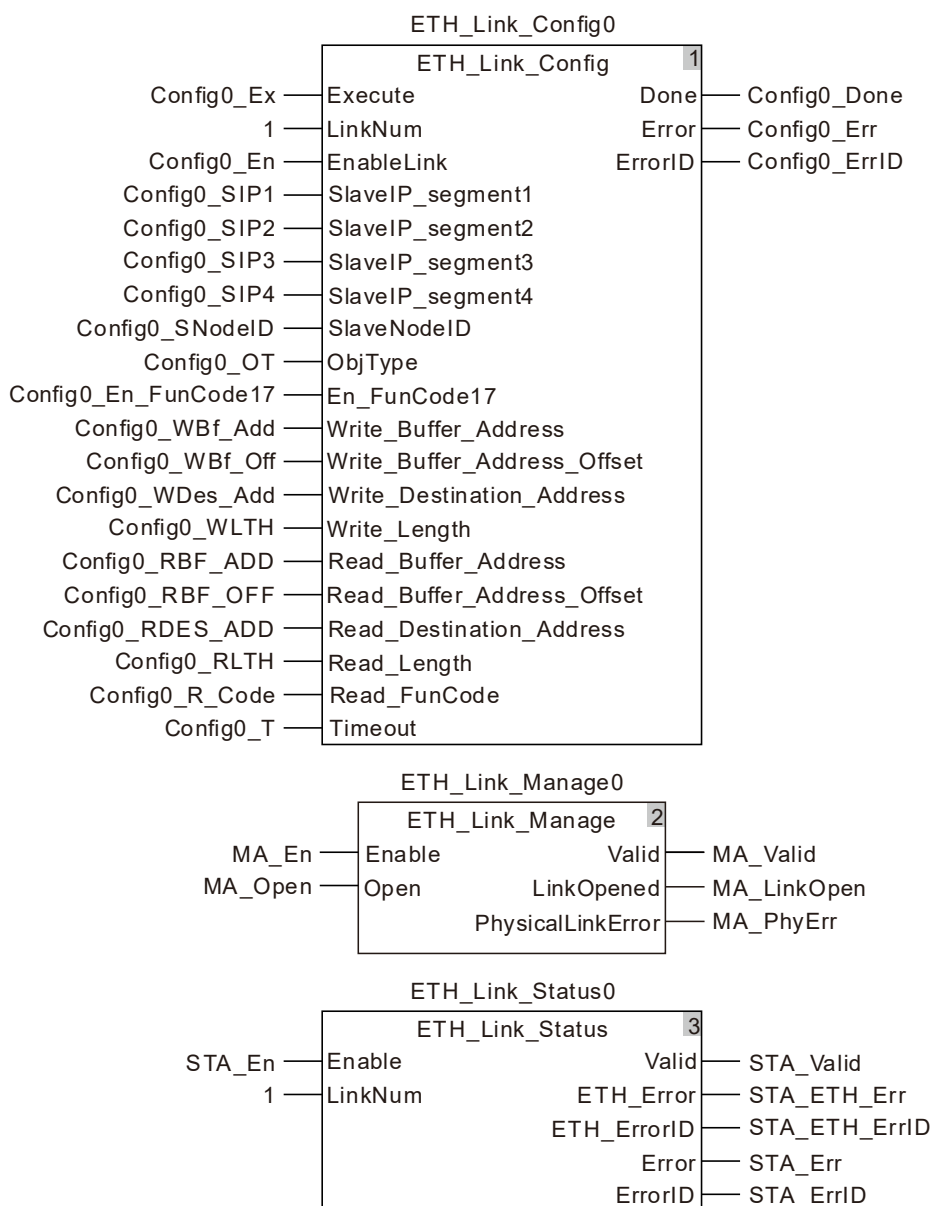 ETH_Link_Config0
ETH_Link_Config 1
Config0_Ex Execute Done Config0_Done
1 LinkNum Error Config0_Err
Config0_En EnableLink ErrorID Config0_ErrID
Config0_SIP1 SlaveIP_segment1
Config0_SIP2 SlaveIP_segment2
Config0_SIP3 SlaveIP_segment3
Config0_SIP4 SlaveIP_segment4
Config0_SNodeID SlaveNodeID
Config0_OT ObjType
Config0_En_FunCode17 En_FunCode17
Config0_WBf_Add Write_Buffer_Address
Config0_WBf_Off Write_Buffer_Address_Offset
Config0_WDes_Add Write_Destination_Address
Config0_WLTH Write_Length
Config0_RBF_ADD Read_Buffer_Address
Config0_RBF_OFF Read_Buffer_Address_Offset
Config0_RDES_ADD Read_Destination_Address
Config0_RLTH Read_Length
Config0_R_Code Read_FunCode
Config0_T Timeout
ETH_Link_Manage0
ETH_Link_Manage 2
MA_En Enable Valid MA_Valid
MA_Open Open LinkOpened MA_LinkOpen
PhysicalLinkError MA_PhyErr
ETH_Link_Status0
ETH_Link_Status 3
STA_En Enable Valid STA_Valid
1 LinkNum ETH_Error STA_ETH_Err
ETH_ErrorID STA_ETH_ErrID
Error STA_Err
ErrorID STA_ErrID